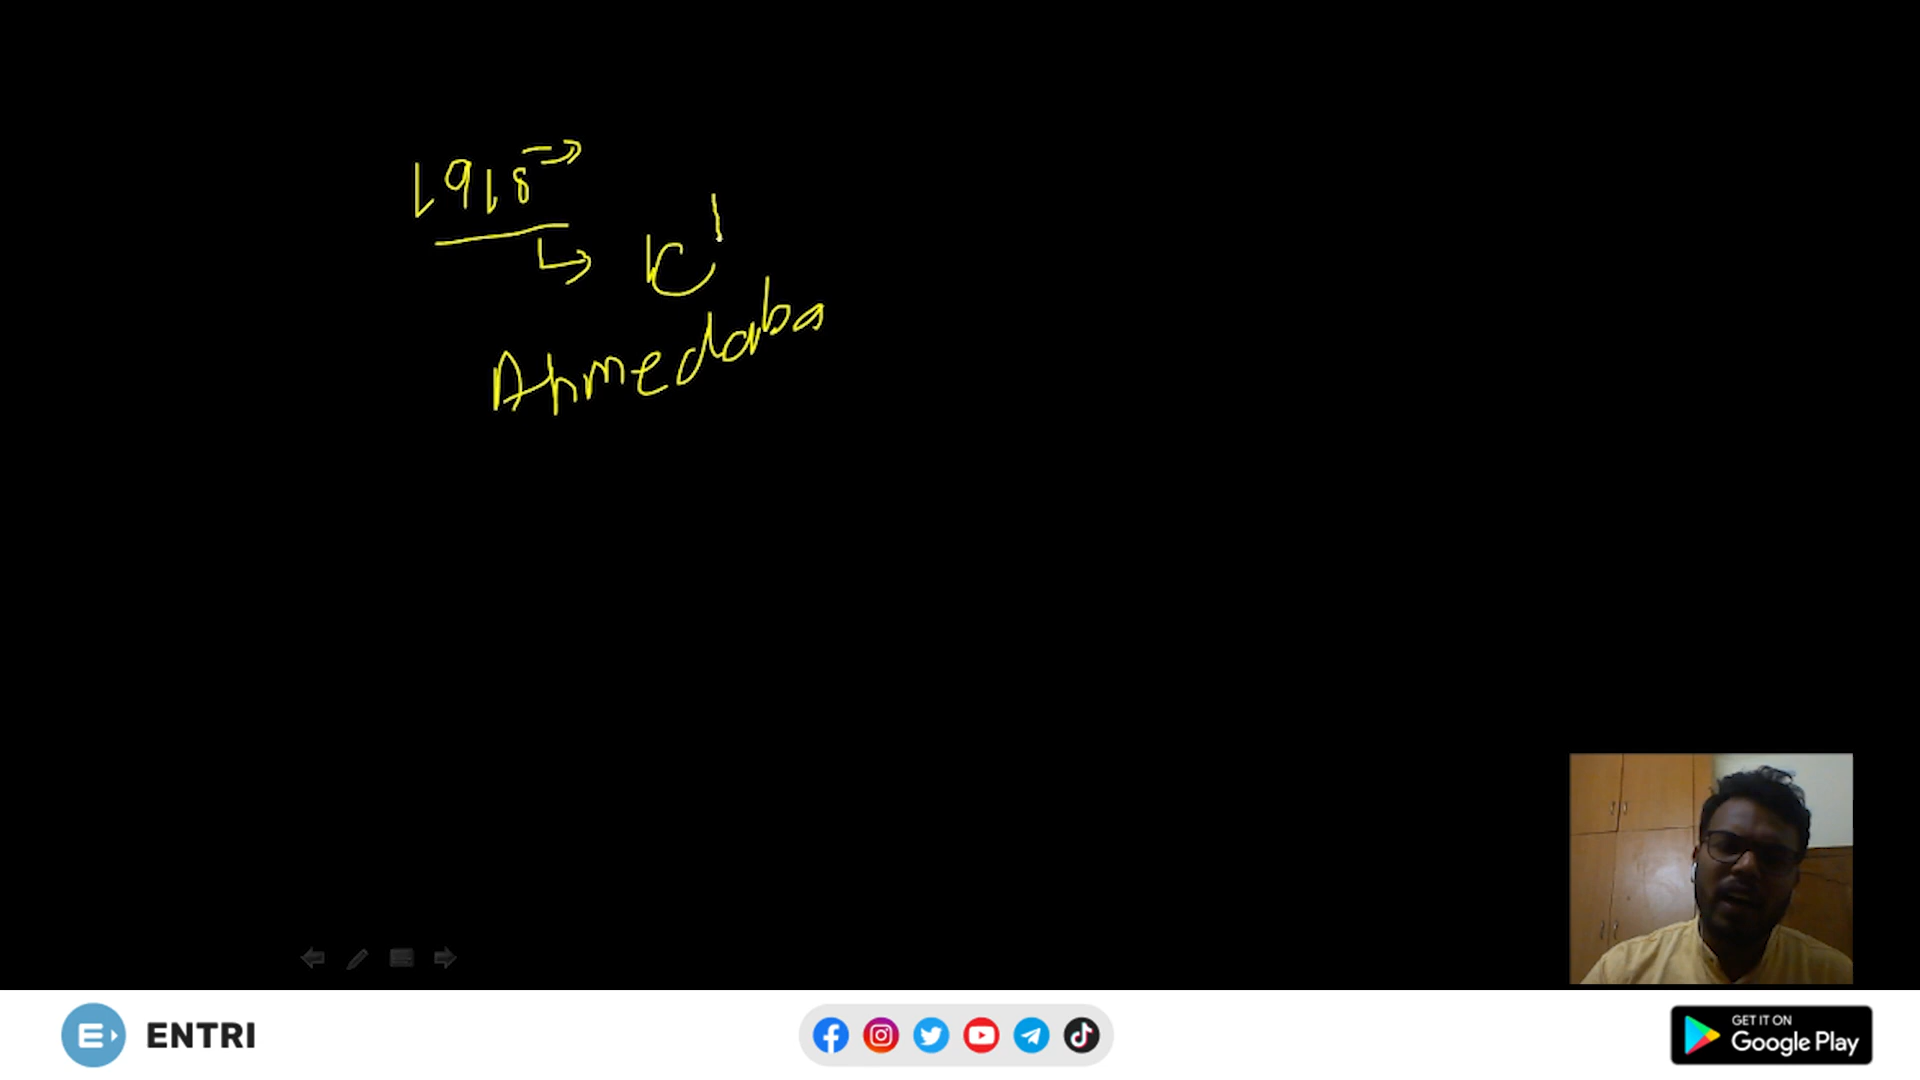 1918
Ahmedaba
ENTRI
GET IT ON
Google Play